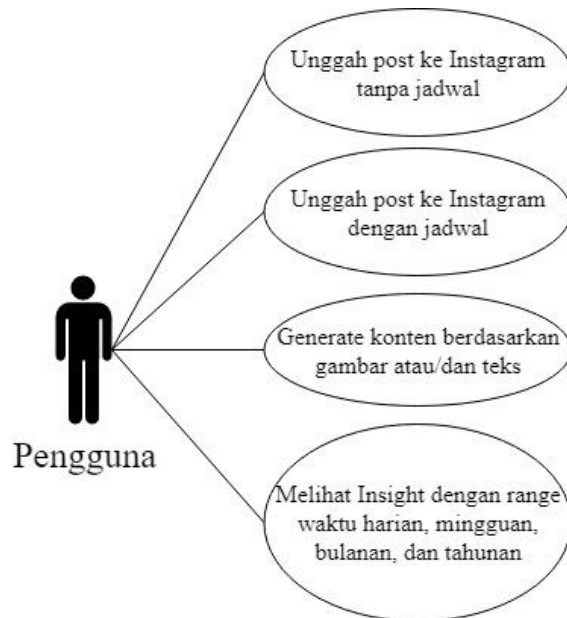 Unggah post ke Instagram
tanpa jadwal
Unggah post ke Instagram
dengan jadwal
Generate konten berdasarkan
gambar atau/dan teks
Pengguna
Melihat Insight dengan range
waktu harian, mingguan,
bulanan, dan tahunan